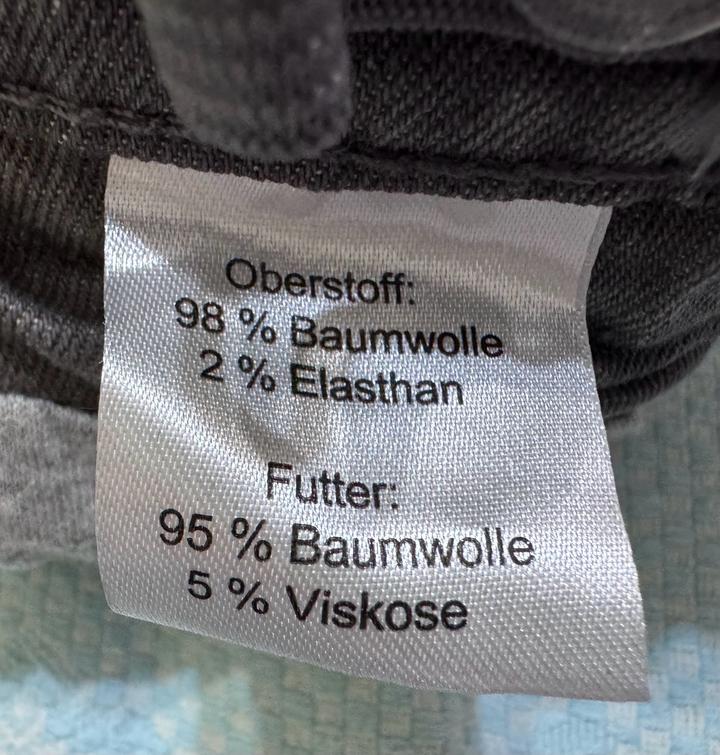 Oberstoff:
98 % Baumwolle
2 % Elasthan
Futter:
95 % Baumwolle
5 % Viskose